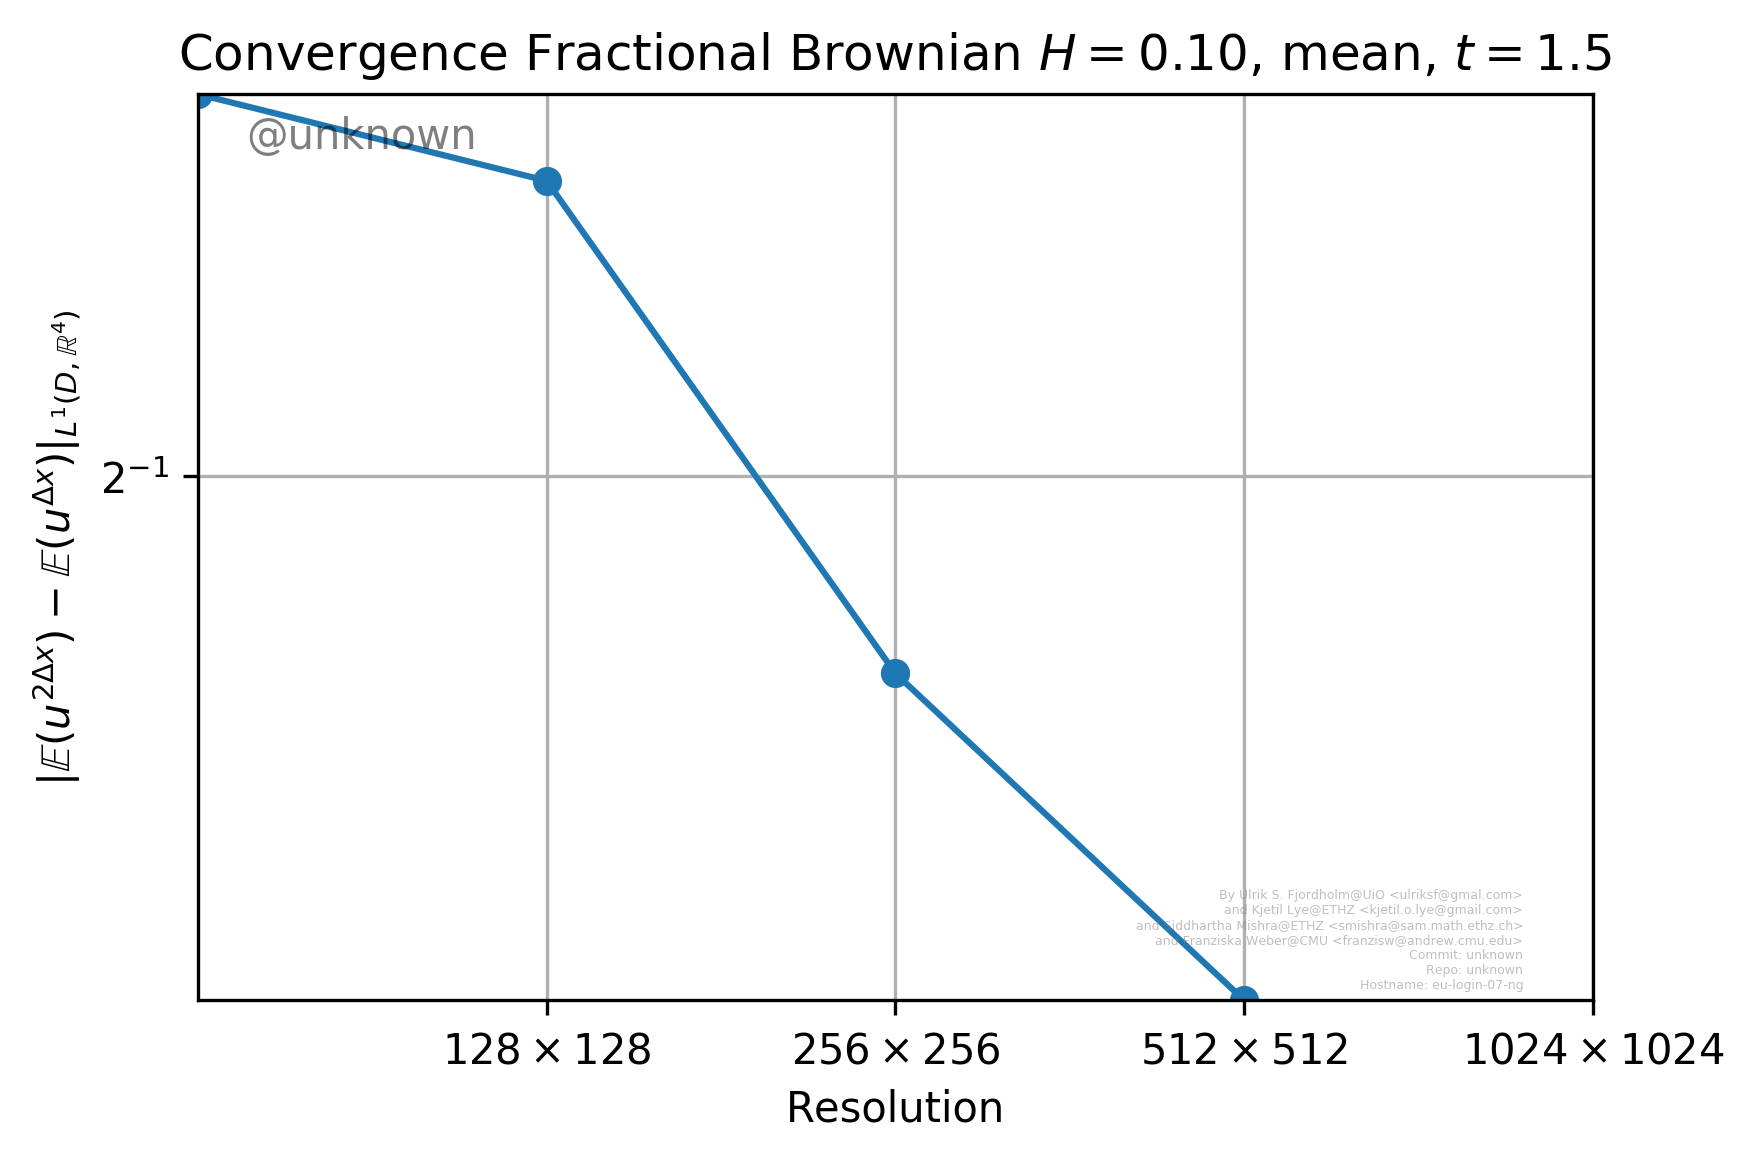 Convergence Fractional Brownian H = 0.10, mean, t = 1.5
@unknown
|𝔼(u^{2Δx}) − 𝔼(u^{Δx})|_{L^1(D, ℝ^4)}
2^{−1}
By Ulrik S. Fjordholm@UiO <ulriksf@gmal.com>
and Kjetil Lye@ETHZ <kjetil.o.lye@gmail.com>
and Siddhartha Mishra@ETHZ <smishra@sam.math.ethz.ch>
and Franziska Weber@CMU <franzisw@andrew.cmu.edu>
Commit: unknown
Repo: unknown
Hostname: eu-login-07-ng
128 × 128 256 × 256 512 × 512 1024 × 1024
Resolution